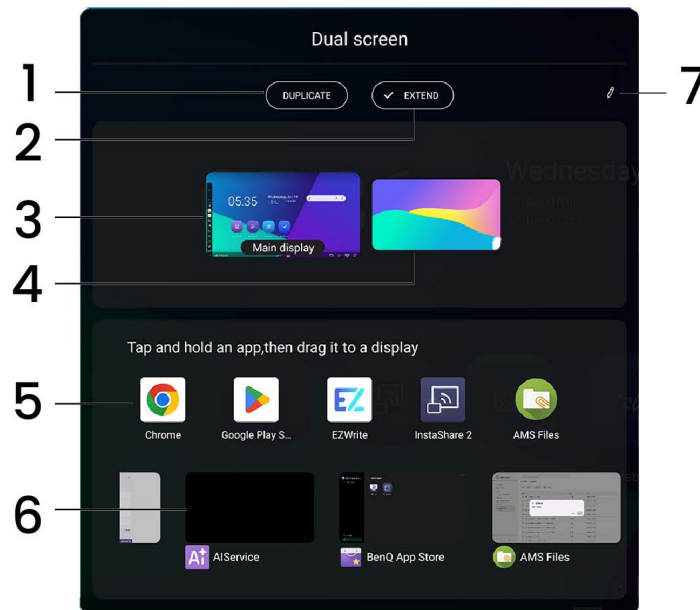 Dual screen
1
DUPLICATE
EXTEND
7
2
Wednesday
05:35
3
Main display
4
Tap and hold an app,then drag it to a display
5
Chrome
Google Play S...
EZWrite
InstaShare 2
AMS Files
6
AIService
BenQ App Store
AMS Files